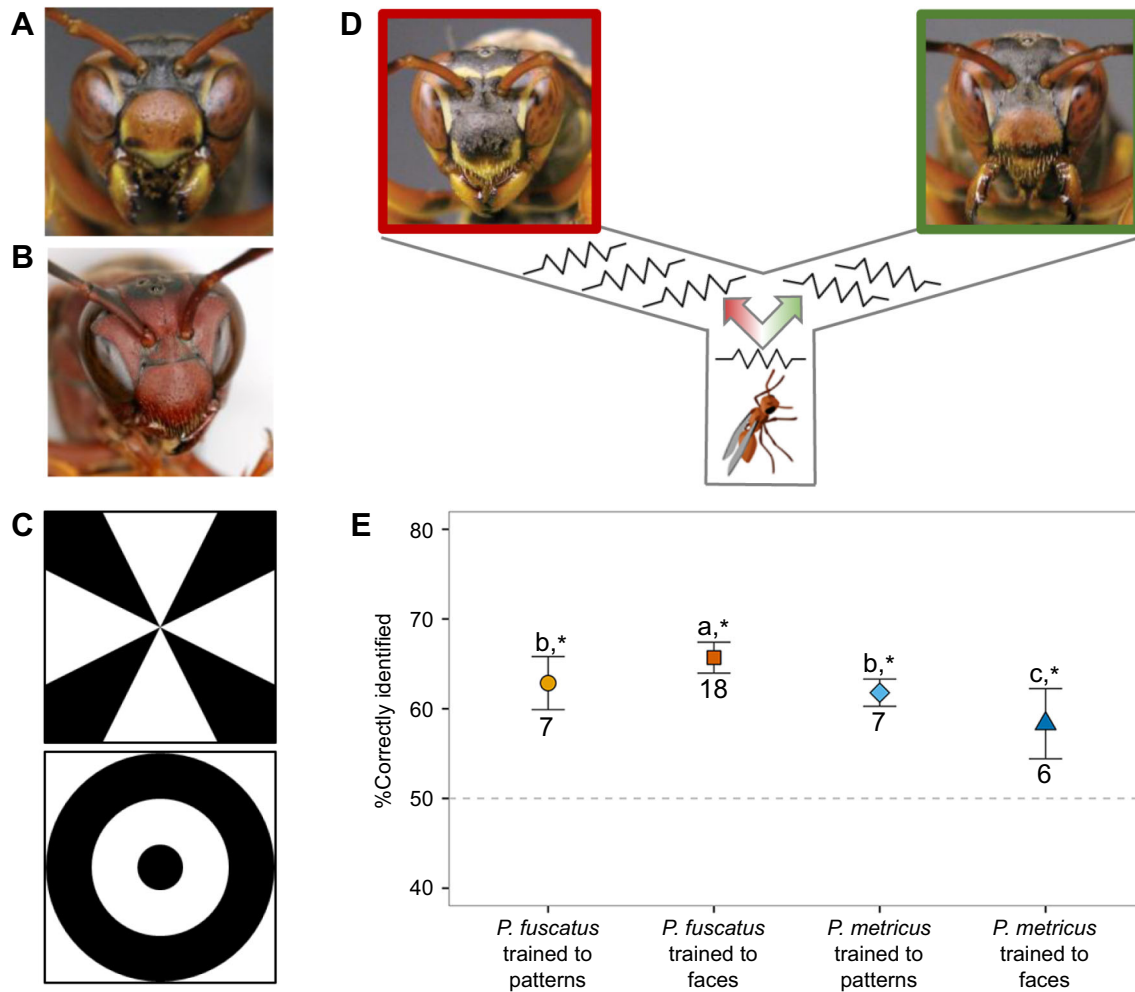 A
B
C
D
E
%Correctly identified
80
70
60
50
40
b,*
7
a,*
18
b,*
7
c,*
6
P. fuscatus
trained to
patterns
P. fuscatus
trained to
faces
P. metricus
trained to
patterns
P. metricus
trained to
faces